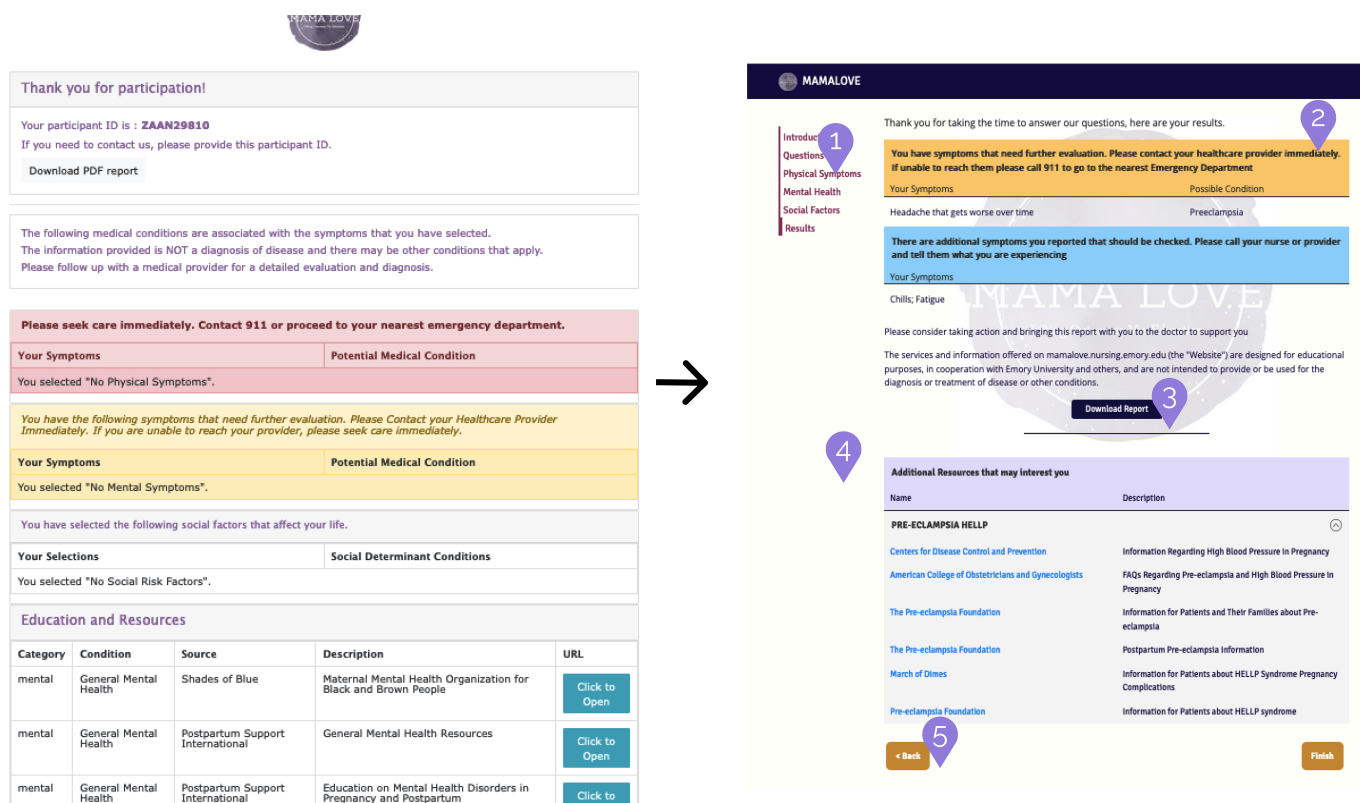 MAMA LOVE
Thank you for participation!
Your participant ID is : ZAAN29810
If you need to contact us, please provide this participant ID.
Download PDF report
The following medical conditions are associated with the symptoms that you have selected.
The information provided is NOT a diagnosis of disease and there may be other conditions that apply.
Please follow up with a medical provider for a detailed evaluation and diagnosis.
Please seek care immediately. Contact 911 or proceed to your nearest emergency department.
Your Symptoms Potential Medical Condition
You selected "No Physical Symptoms".
You have the following symptoms that need further evaluation. Please Contact your Healthcare Provider
Immediately. If you are unable to reach your provider, please seek care immediately.
Your Symptoms Potential Medical Condition
You selected "No Mental Symptoms".
You have selected the following social factors that affect your life.
Your Selections Social Determinant Conditions
You selected "No Social Risk Factors".
Education and Resources
Category Condition Source Description URL
mental General Mental Health Shades of Blue Maternal Mental Health Organization for Black and Brown People Click to Open
mental General Mental Health Postpartum Support International General Mental Health Resources Click to Open
mental General Mental Health Postpartum Support International Education on Mental Health Disorders in Pregnancy and Postpartum Click to
MAMALOVE
1
Questions
Physical Symptoms
Mental Health
Social Factors
Results
Thank you for taking the time to answer our questions, here are your results.
2
You have symptoms that need further evaluation. Please contact your healthcare provider immediately.
If unable to reach them please call 911 to go to the nearest Emergency Department
Your Symptoms Possible Condition
Headache that gets worse over time Preeclampsia
There are additional symptoms you reported that should be checked. Please call your nurse or provider
and tell them what you are experiencing
Your Symptoms
Chills; Fatigue
MAMA LOVE
Please consider taking action and bringing this report with you to the doctor to support you
The services and information offered on mamalove.nursing.emory.edu (the "Website") are designed for educational
purposes, in cooperation with Emory University and others, and are not intended to provide or be used for the
diagnosis or treatment of disease or other conditions.
Download Report
3
4
Additional Resources that may interest you
Name Description
PRE-ECLAMPSIA HELLP
Centers for Disease Control and Prevention Information Regarding High Blood Pressure in Pregnancy
American College of Obstetricians and Gynecologists FAQs Regarding Pre-eclampsia and High Blood Pressure in Pregnancy
The Pre-eclampsia Foundation Information for Patients and Their Families about Pre-eclampsia
The Pre-eclampsia Foundation Postpartum Pre-eclampsia Information
March of Dimes Information for Patients about HELLP Syndrome Pregnancy Complications
Pre-eclampsia Foundation Information for Patients about HELLP syndrome
5
< Back
Finish